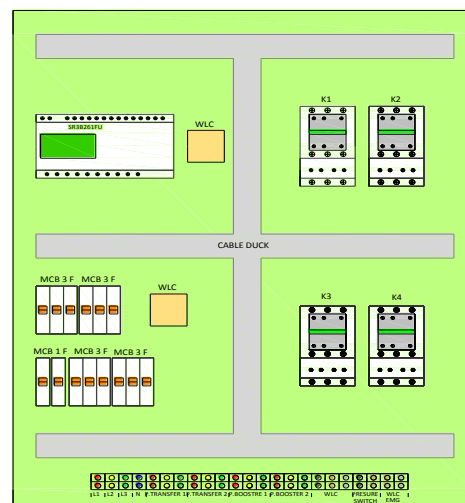 K1 K2
SR3B261FU
WLC
CABLE DUCK
MCB 3 F MCB 3 F
WLC
K3 K4
MCB 1 F MCB 3 F MCB 3 F
L1 L2 L3 N P.TRANSFER 1 P.TRANSFER 2 P.BOOSTRE 1 P.BOOSTER 2 WLC PRESURE SWITCH WLC EMG